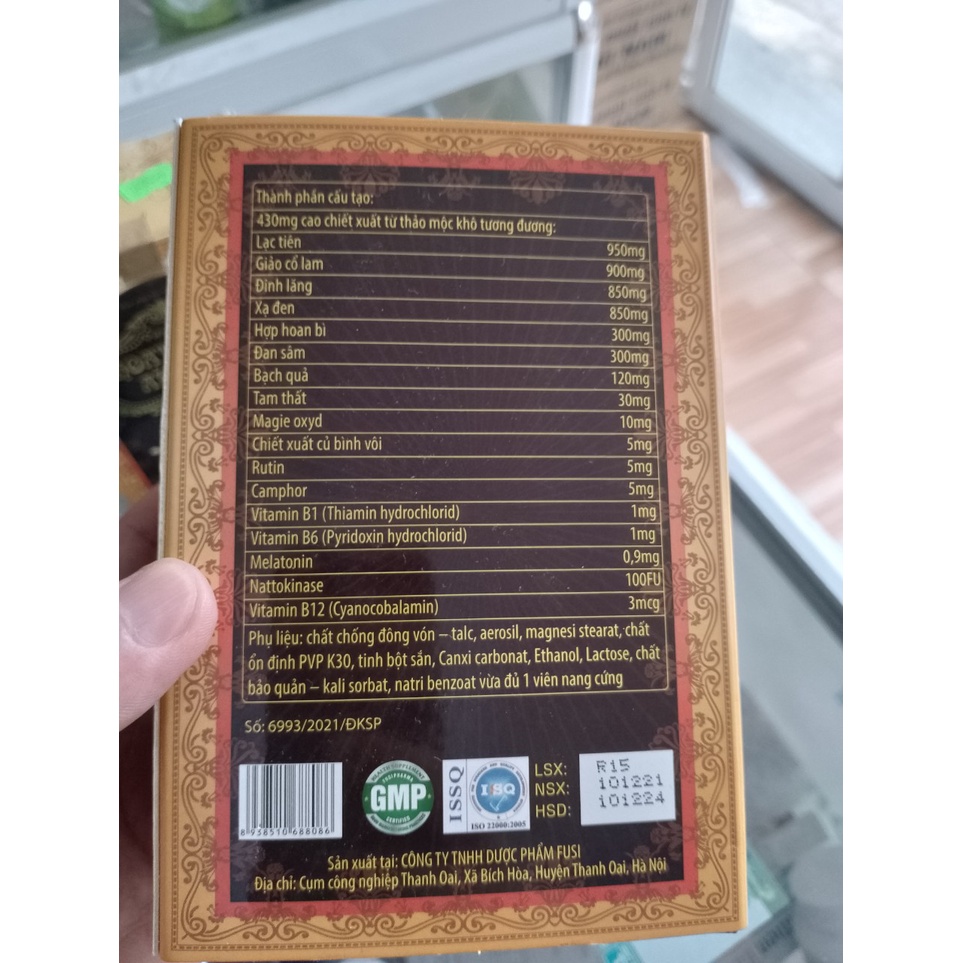 Thành phần cấu tạo:
430mg cao chiết xuất từ thảo mộc khô tương đương:
Lạc tiên 950mg
Giảo cổ lam 900mg
Đinh lăng 850mg
Xạ đen 850mg
Hợp hoan bì 300mg
Đan sâm 300mg
Bạch quả 120mg
Tam thất 30mg
Magie oxyd 10mg
Chiết xuất củ bình vôi 5mg
Rutin 5mg
Camphor 5mg
Vitamin B1 (Thiamin hydrochlorid) 1mg
Vitamin B6 (Pyridoxin hydrochlorid) 1mg
Melatonin 0,9mg
Nattokinase 100FU
Vitamin B12 (Cyanocobalamin) 3mcg
Phụ liệu: chất chống đông vón – talc, aerosil, magnesi stearat, chất
ổn định PVP K30, tinh bột sắn, Canxi carbonat, Ethanol, Lactose, chất
bảo quản – kali sorbat, natri benzoat vừa đủ 1 viên nang cứng
Số: 6993/2021/ĐKSP
8 938510 688086
HEALTH SUPPLEMENT
GMP
CERTIFIED
ISSQ
ISSQ
ISO 22000:2005
LSX: R15
NSX: 101221
HSD: 101224
Sản xuất tại: CÔNG TY TNHH DƯỢC PHẨM FUSI
Địa chỉ: Cụm công nghiệp Thanh Oai, Xã Bích Hòa, Huyện Thanh Oai, Hà Nội